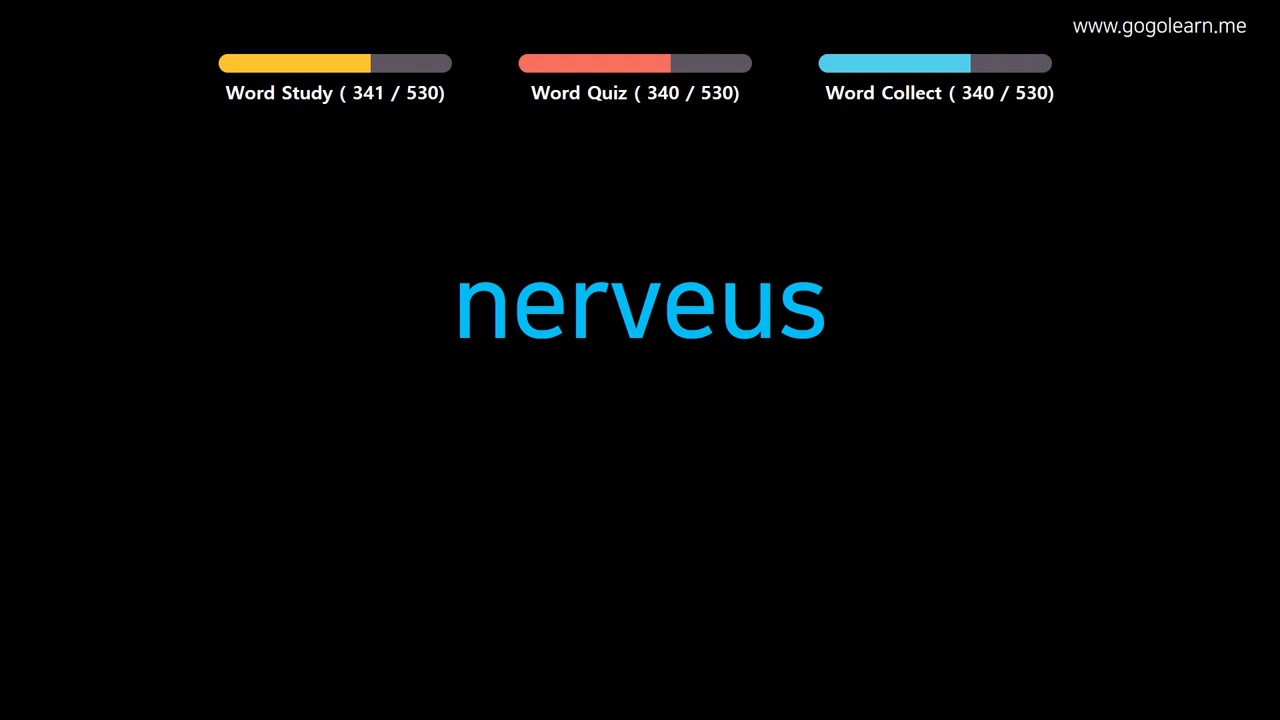 www.gogolearn.me
Word Study ( 341 / 530)
Word Quiz ( 340 / 530)
Word Collect ( 340 / 530)
nerveus